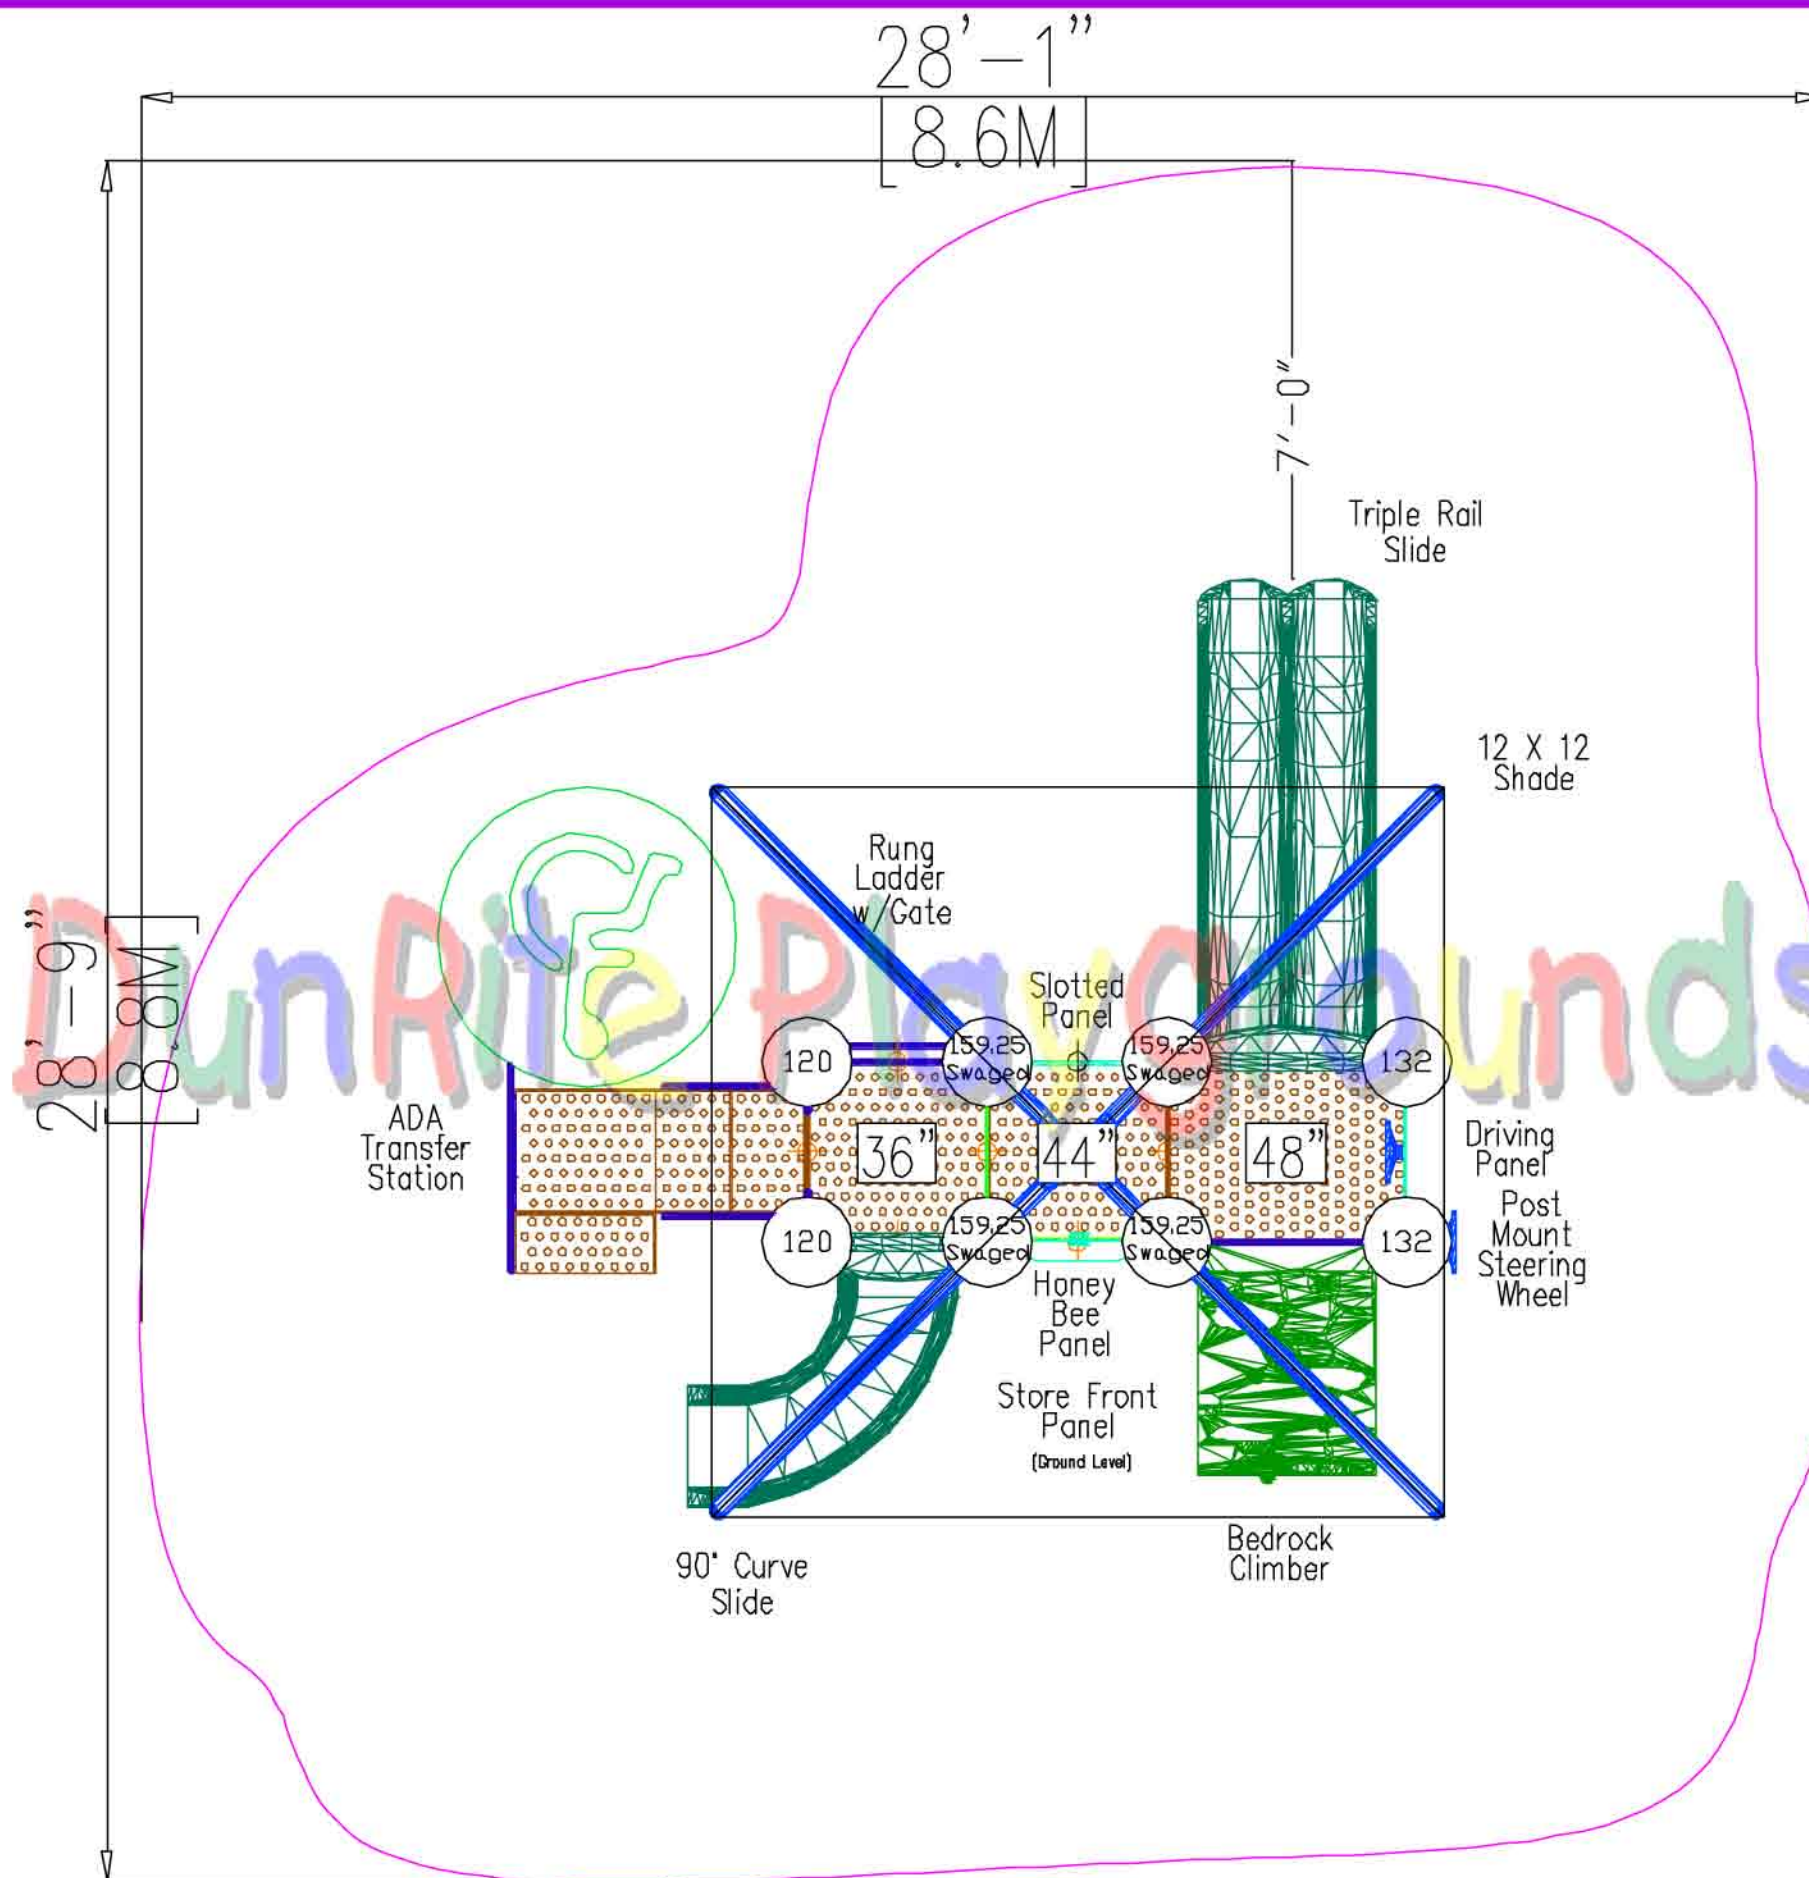 28'-1"
[8.6M]
7'-0"
Triple Rail
Slide
12 X 12
Shade
Rung
Ladder
w/Gate
28'-9"
[8.8M]
DunRite Playgrounds
Slotted
Panel
120
159.25
Swaged
159.25
Swaged
132
ADA
Transfer
Station
36"
44"
48"
Driving
Panel
120
159.25
Swaged
159.25
Swaged
132
Post
Mount
Steering
Wheel
Honey
Bee
Panel
Store Front
Panel
(Ground Level)
90° Curve
Slide
Bedrock
Climber